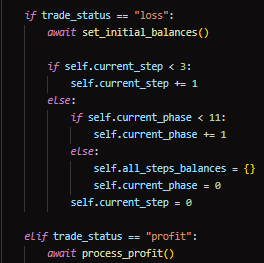 if trade_status == "loss":
    await set_initial_balances()

    if self.current_step < 3:
        self.current_step += 1
    else:
        if self.current_phase < 11:
            self.current_phase += 1
        else:
            self.all_steps_balances = {}
            self.current_phase = 0
        self.current_step = 0

elif trade_status == "profit":
    await process_profit()